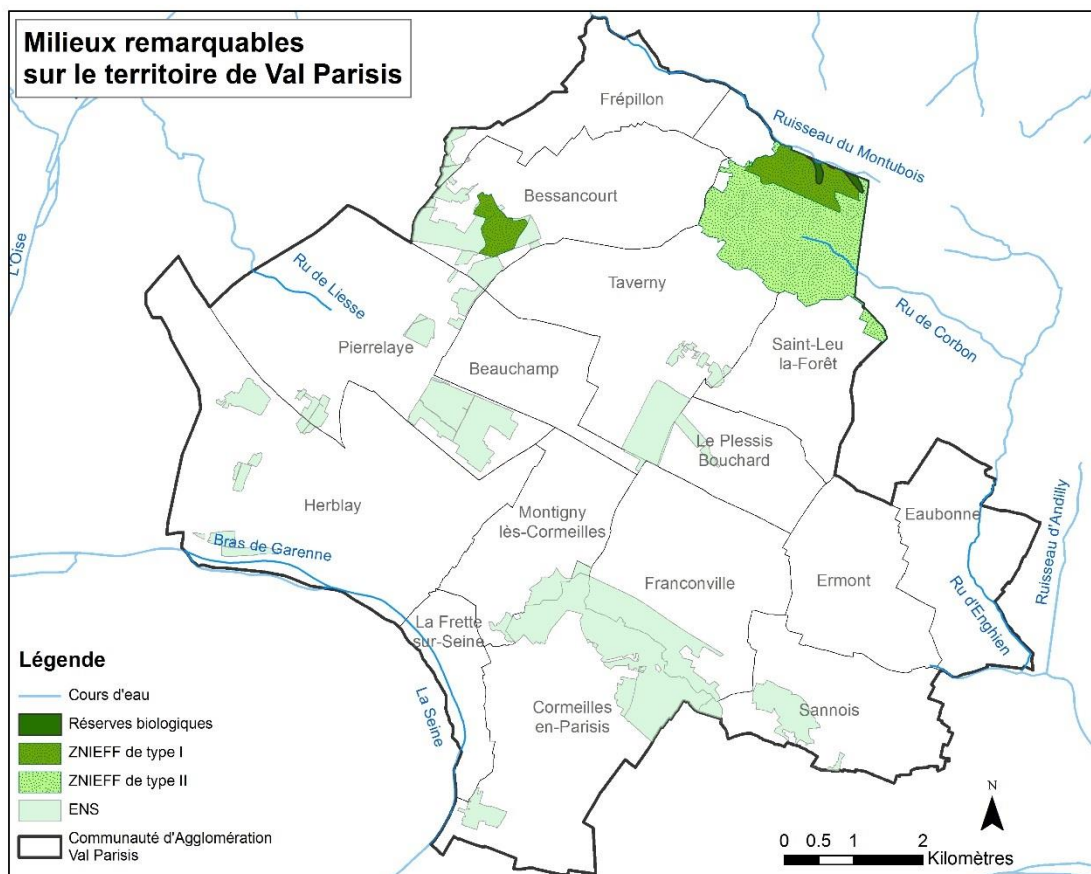 Milieux remarquables
sur le territoire de Val Parisis
Frépillon
Ruisseau du Montubois
Bessancourt
L'Oise
Ru de Liesse
Taverny
Ru de Corbon
Pierrelaye
Saint-Leu
la-Forêt
Beauchamp
Le Plessis
Bouchard
Herblay
Montigny
lès-Cormeilles
Eaubonne
Ruisseau d'Andilly
Bras de Garenne
Franconville
Ermont
Ru d'Enghien
La Frette
sur-Seine
La Seine
Cormeilles
en-Parisis
Sannois
Légende
Cours d'eau
Réserves biologiques
ZNIEFF de type I
ZNIEFF de type II
ENS
Communauté d'Agglomération
Val Parisis
N
0 0.5 1 2
Kilomètres